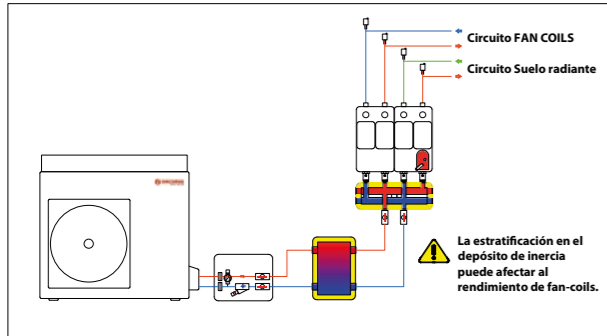 Circuito FAN COILS
Circuito Suelo radiante
La estratificación en el
depósito de inercia
puede afectar al
rendimiento de fan-coils.